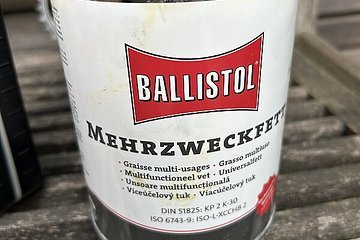 BALLISTOL
MEHRZWECKFETT
· Graisse multi-usages · Grasso multiuso
· Multifunctioneel vet · Universalfett
· Unsoare multifuncțională
· Víceúčelový tuk · Viacúčelový tuk
DIN 51825: KP 2 K-30
ISO 6743-9: ISO-L-XCCHB 2